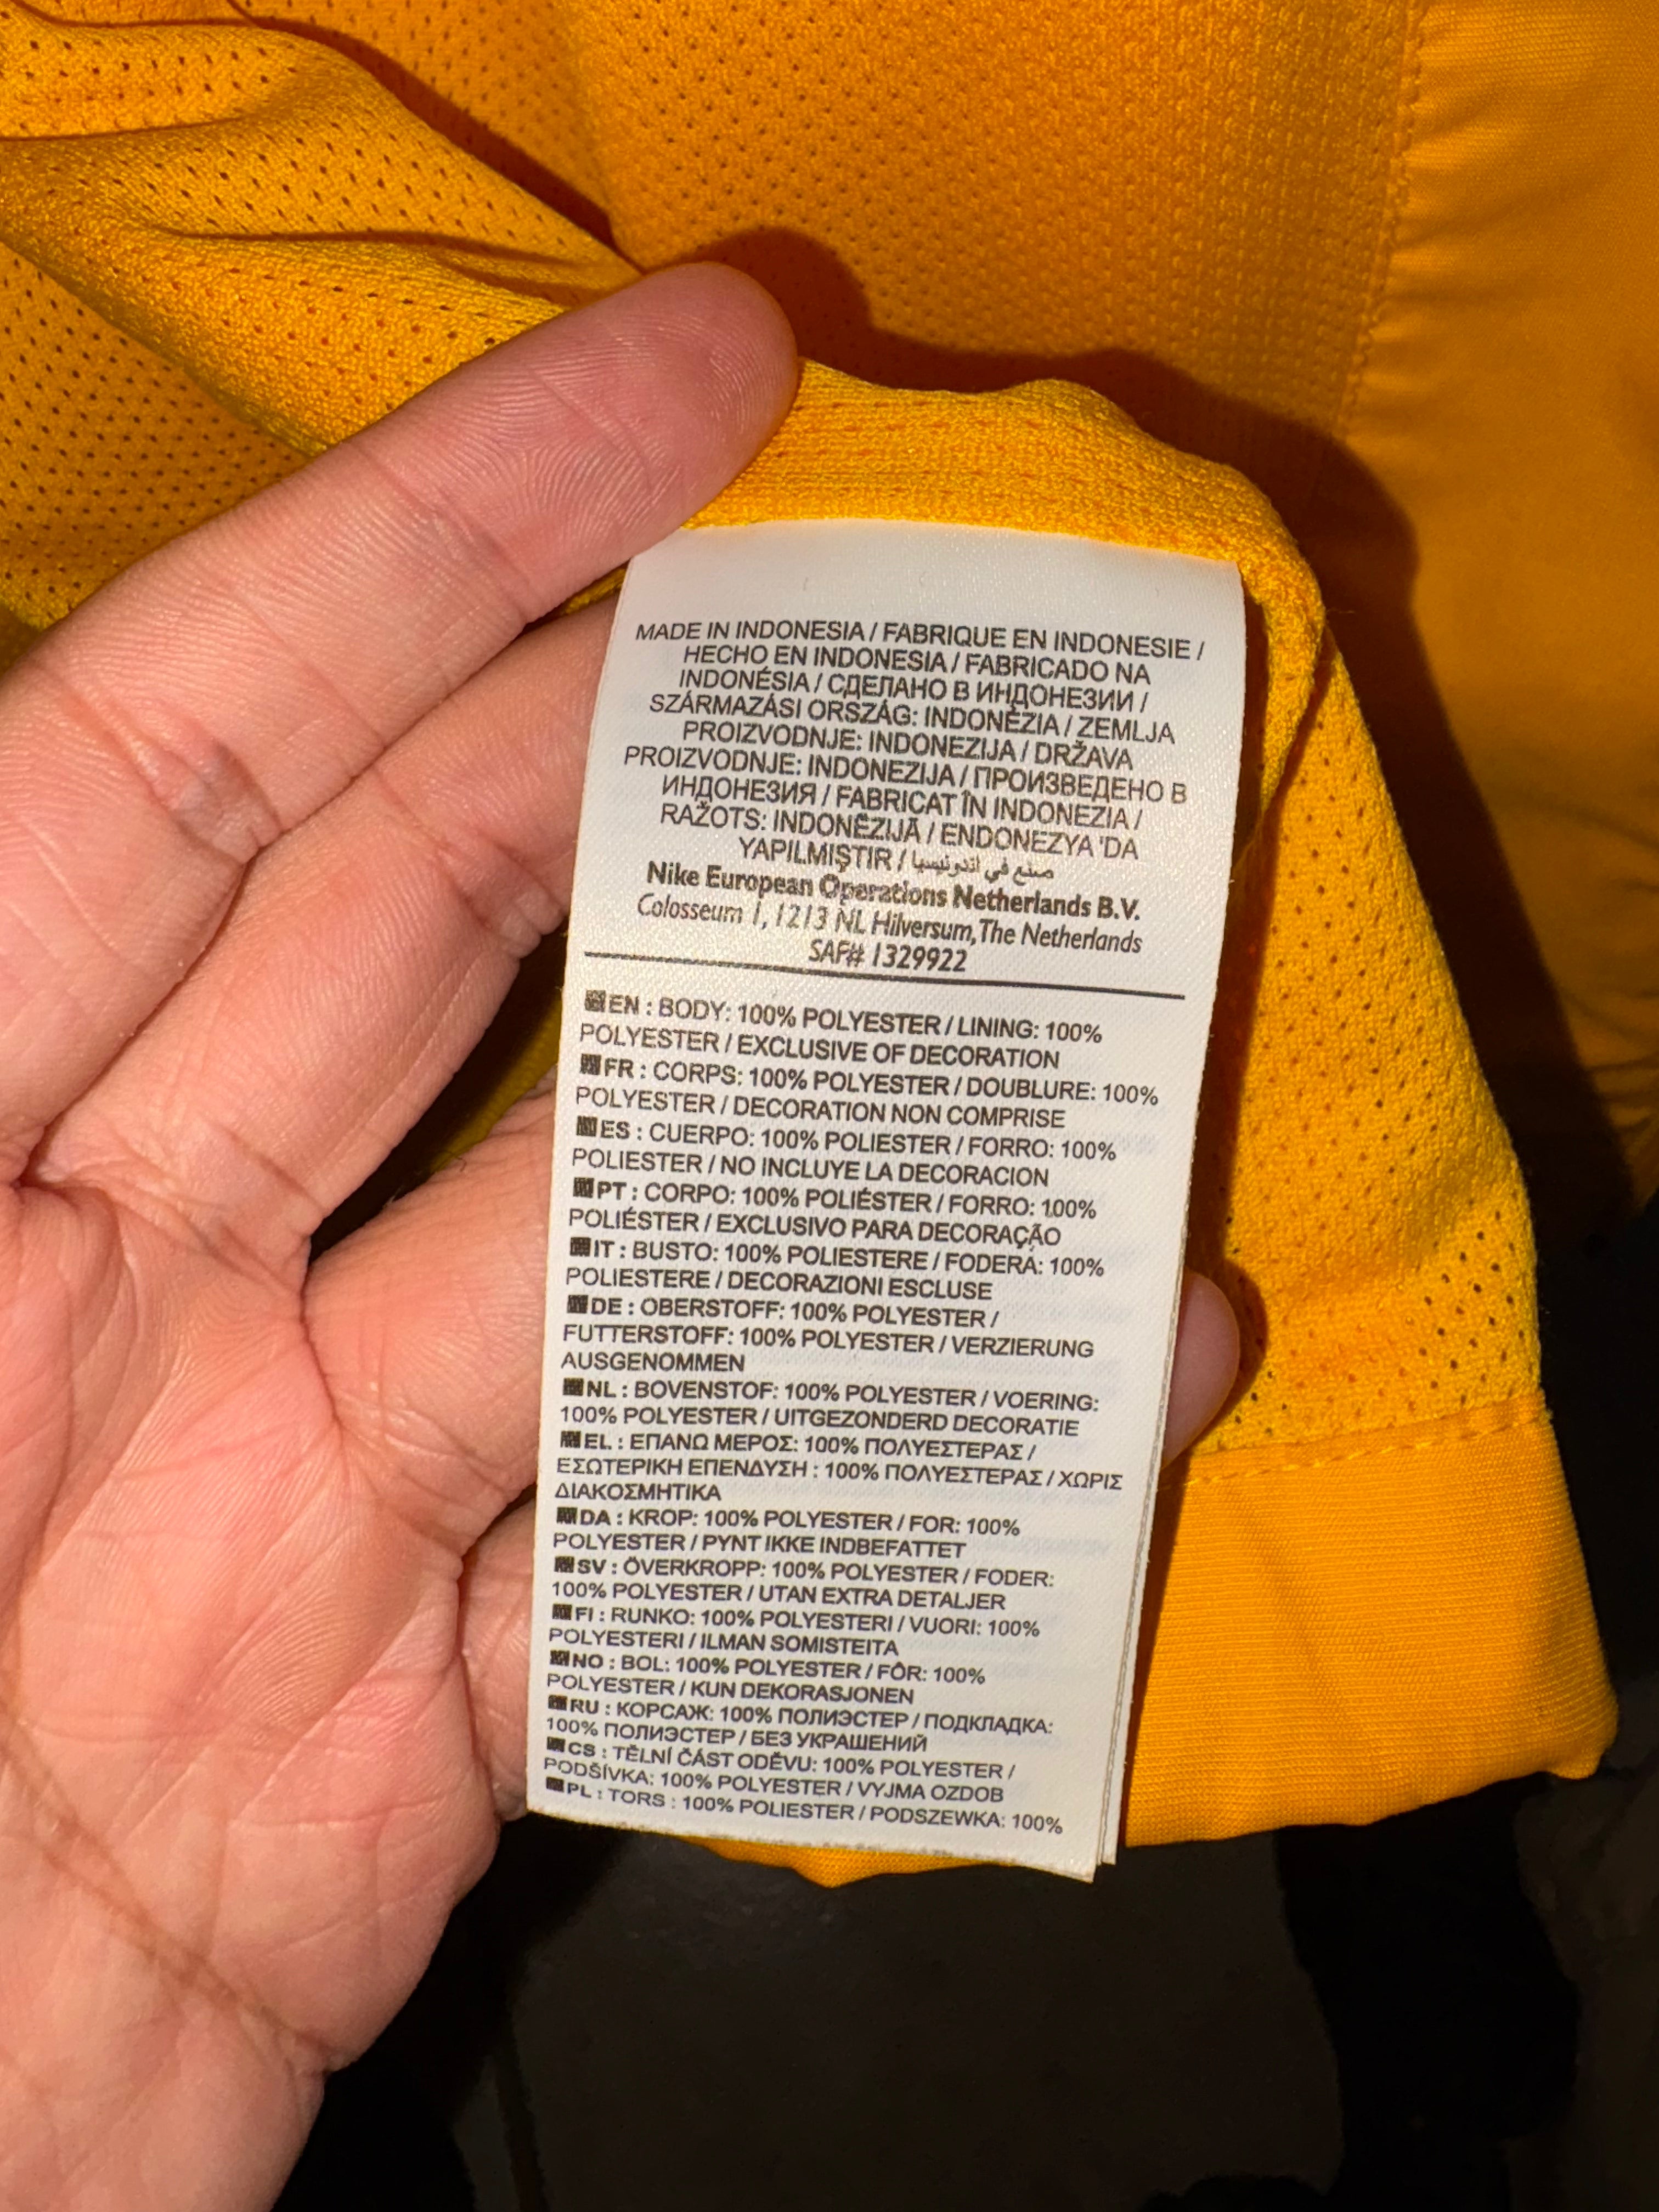 MADE IN INDONESIA / FABRIQUE EN INDONESIE /
HECHO EN INDONESIA / FABRICADO NA
INDONÉSIA / СДЕЛАНО В ИНДОНЕЗИИ /
SZÁRMAZÁSI ORSZÁG: INDONÉZIA / ZEMLJA
PROIZVODNJE: INDONEZIJA / DRŽAVA
PROIZVODNJE: INDONEZIJA / ПРОИЗВЕДЕНО В
ИНДОНЕЗИЯ / FABRICAT ÎN INDONEZIA /
RAŽOTS: INDONĒZIJĀ / ENDONEZYA 'DA
YAPILMIŞTIR / صنع في اندونيسيا
Nike European Operations Netherlands B.V.
Colosseum 1, 1213 NL Hilversum, The Netherlands
SAF# 1329922
EN : BODY: 100% POLYESTER / LINING: 100%
POLYESTER / EXCLUSIVE OF DECORATION
FR : CORPS: 100% POLYESTER / DOUBLURE: 100%
POLYESTER / DECORATION NON COMPRISE
ES : CUERPO: 100% POLIESTER / FORRO: 100%
POLIESTER / NO INCLUYE LA DECORACION
PT : CORPO: 100% POLIÉSTER / FORRO: 100%
POLIÉSTER / EXCLUSIVO PARA DECORAÇÃO
IT : BUSTO: 100% POLIESTERE / FODERÁ: 100%
POLIESTERE / DECORAZIONI ESCLUSE
DE : OBERSTOFF: 100% POLYESTER /
FUTTERSTOFF: 100% POLYESTER / VERZIERUNG
AUSGENOMMEN
NL : BOVENSTOF: 100% POLYESTER / VOERING:
100% POLYESTER / UITGEZONDERD DECORATIE
EL : ΕΠΑΝΩ ΜΕΡΟΣ: 100% ΠΟΛΥΕΣΤΕΡΑΣ /
ΕΣΩΤΕΡΙΚΗ ΕΠΕΝΔΥΣΗ : 100% ΠΟΛΥΕΣΤΕΡΑΣ / ΧΩΡΙΣ
ΔΙΑΚΟΣΜΗΤΙΚΑ
DA : KROP: 100% POLYESTER / FOR: 100%
POLYESTER / PYNT IKKE INDBEFATTET
SV : ÖVERKROPP: 100% POLYESTER / FODER:
100% POLYESTER / UTAN EXTRA DETALJER
FI : RUNKO: 100% POLYESTERI / VUORI: 100%
POLYESTERI / ILMAN SOMISTEITA
NO : BOL: 100% POLYESTER / FÔR: 100%
POLYESTER / KUN DEKORASJONEN
RU : КОРСАЖ: 100% ПОЛИЭСТЕР / ПОДКЛАДКА:
100% ПОЛИЭСТЕР / БЕЗ УКРАШЕНИЙ
CS : TĚLNÍ ČÁST ODĚVU: 100% POLYESTER /
PODŠÍVKA: 100% POLYESTER / VYJMA OZDOB
PL : TORS : 100% POLIESTER / PODSZEWKA: 100%